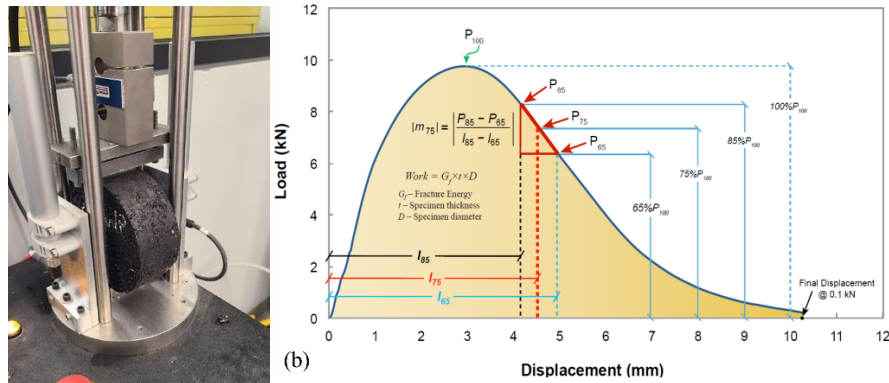 12
10
8
6
4
2
0
Load (kN)
P100
P85
P75
P65
|m75| = |P85 – P65 / l85 – l65|
Work = Gf×t×D
Gf – Fracture Energy
t – Specimen thickness
D – Specimen diameter
100%P100
85%P100
75%P100
65%P100
l85
l75
l65
Final Displacement
@ 0.1 kN
0 1 2 3 4 5 6 7 8 9 10 11 12
(b)
Displacement (mm)